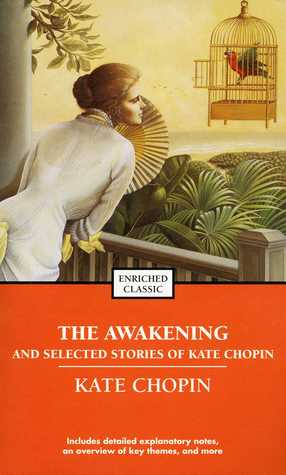 ENRICHED
CLASSIC
THE AWAKENING
AND SELECTED STORIES OF KATE CHOPIN
KATE CHOPIN
Includes detailed explanatory notes,
an overview of key themes, and more